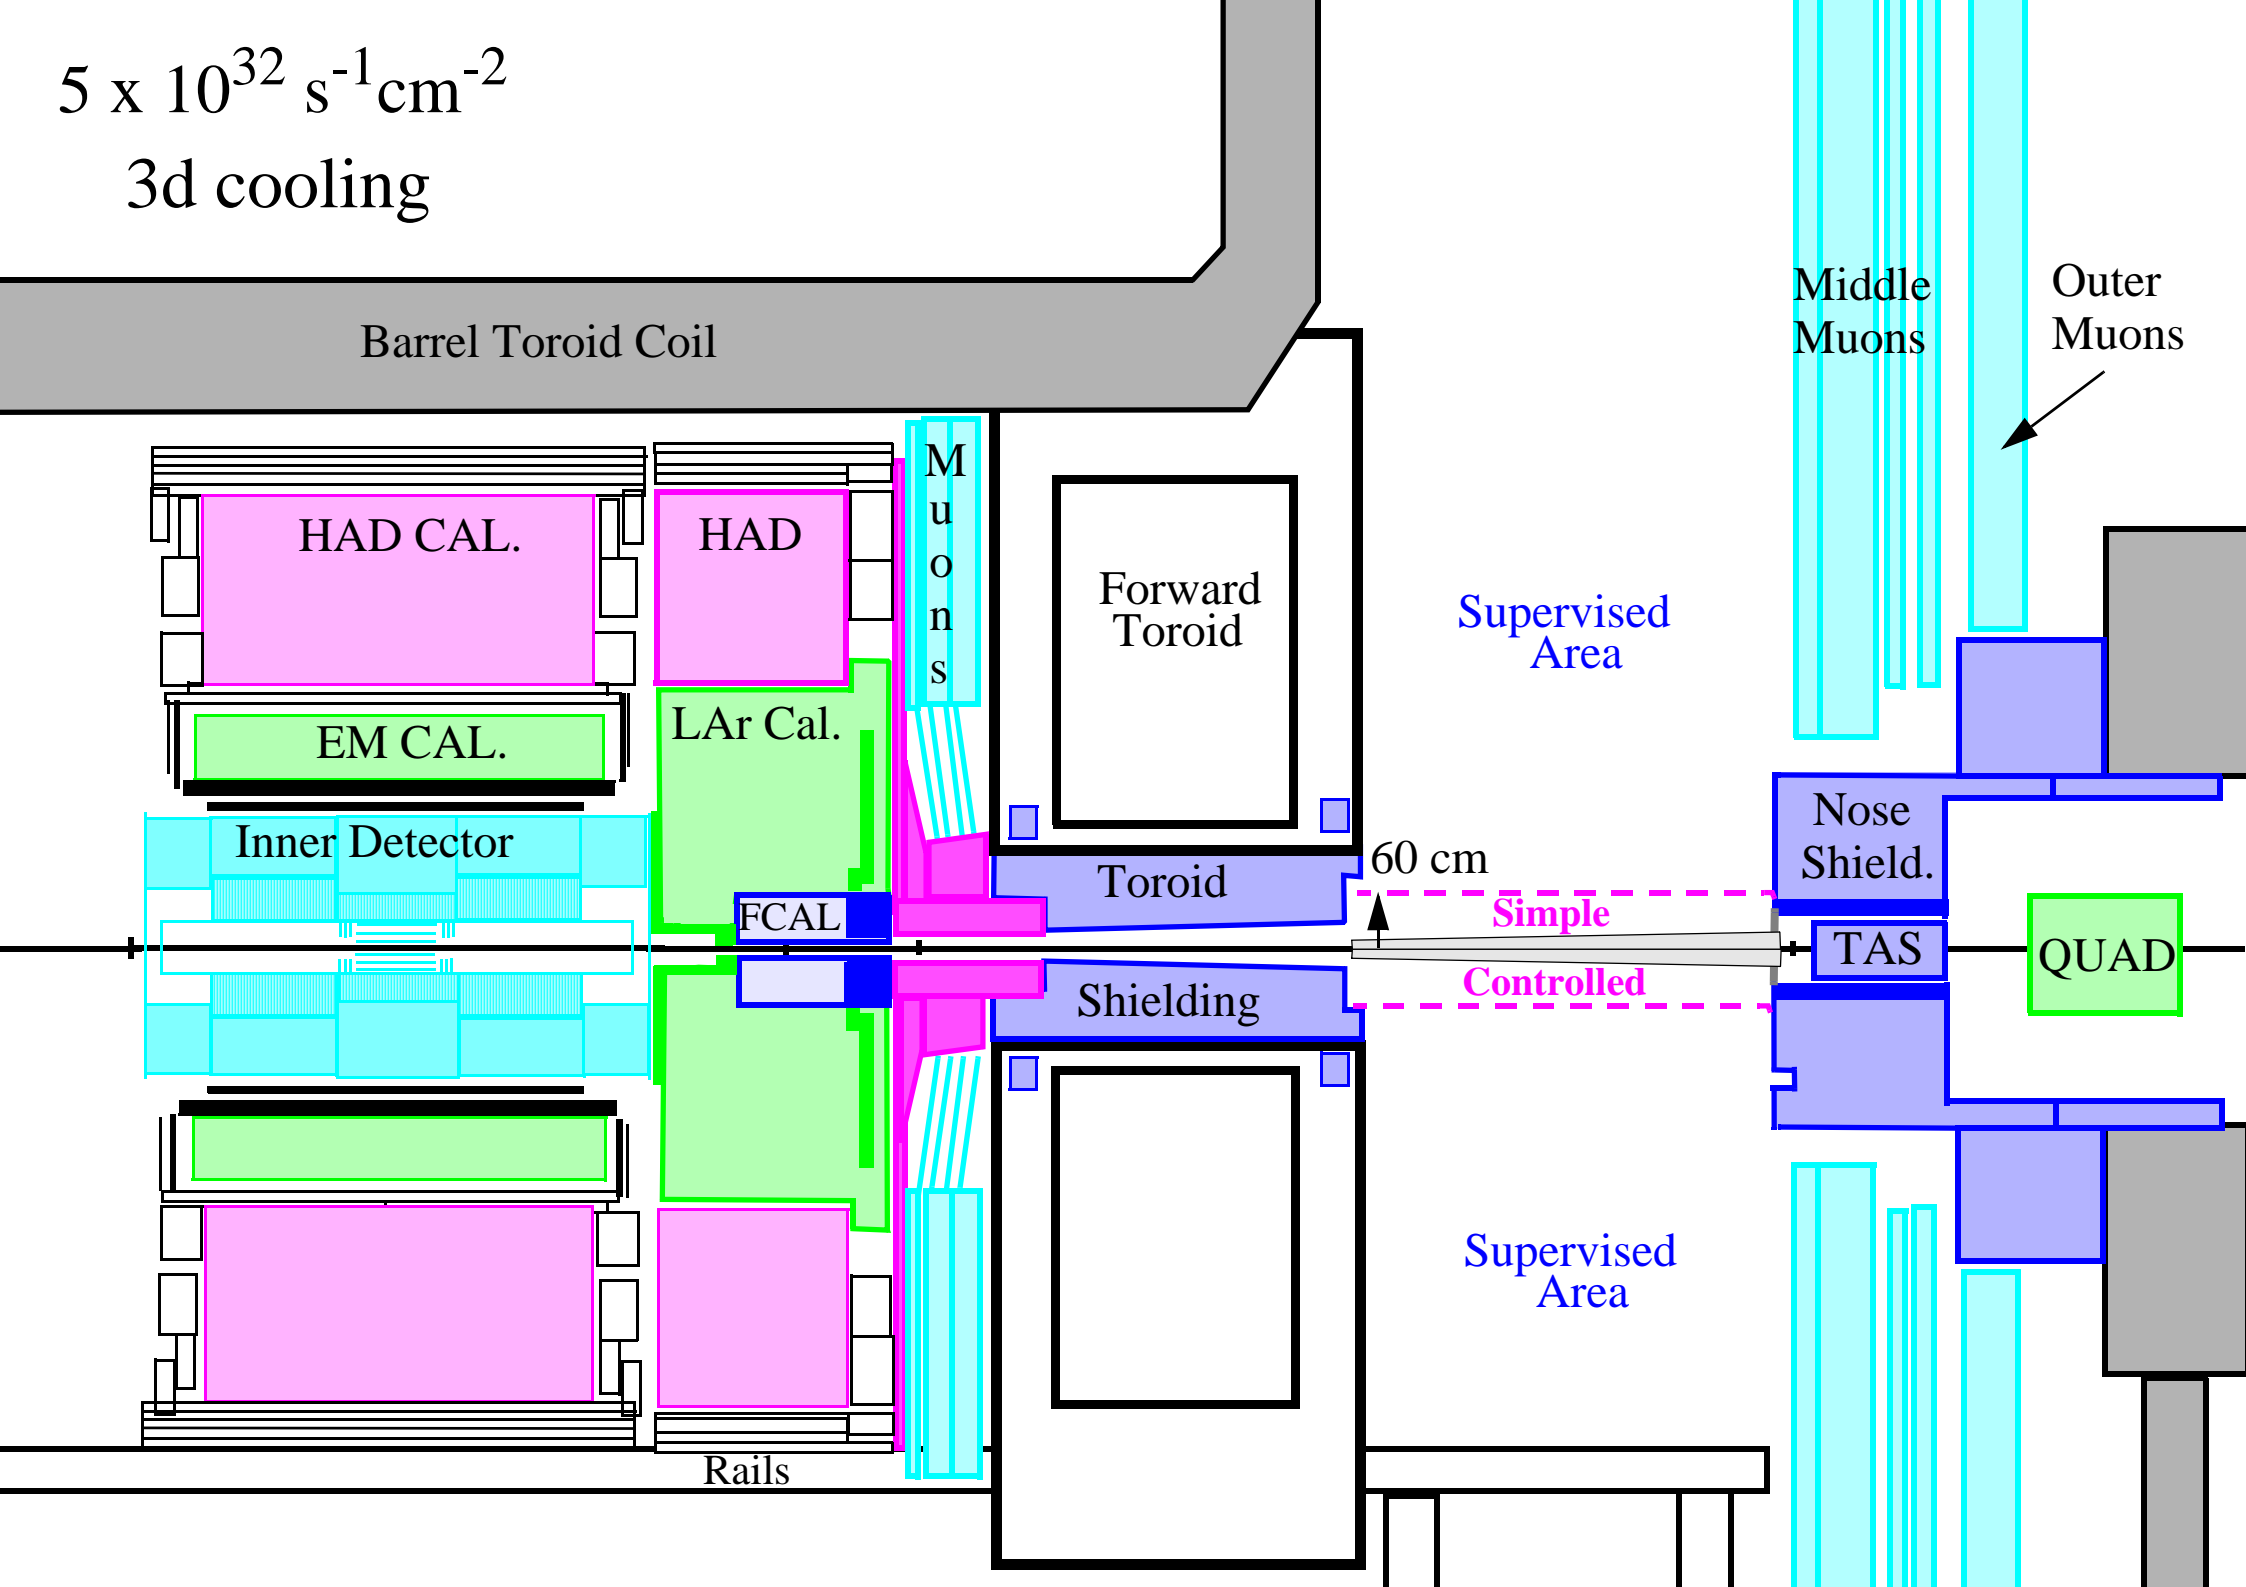 5 x 10^32 s^-1cm^-2
3d cooling
Barrel Toroid Coil
Middle
Muons
Outer
Muons
HAD CAL.
HAD
Muons
Forward
Toroid
Supervised
Area
EM CAL.
LAr Cal.
Inner Detector
FCAL
Toroid
60 cm
Simple
Nose
Shield.
TAS
QUAD
Controlled
Shielding
Supervised
Area
Rails